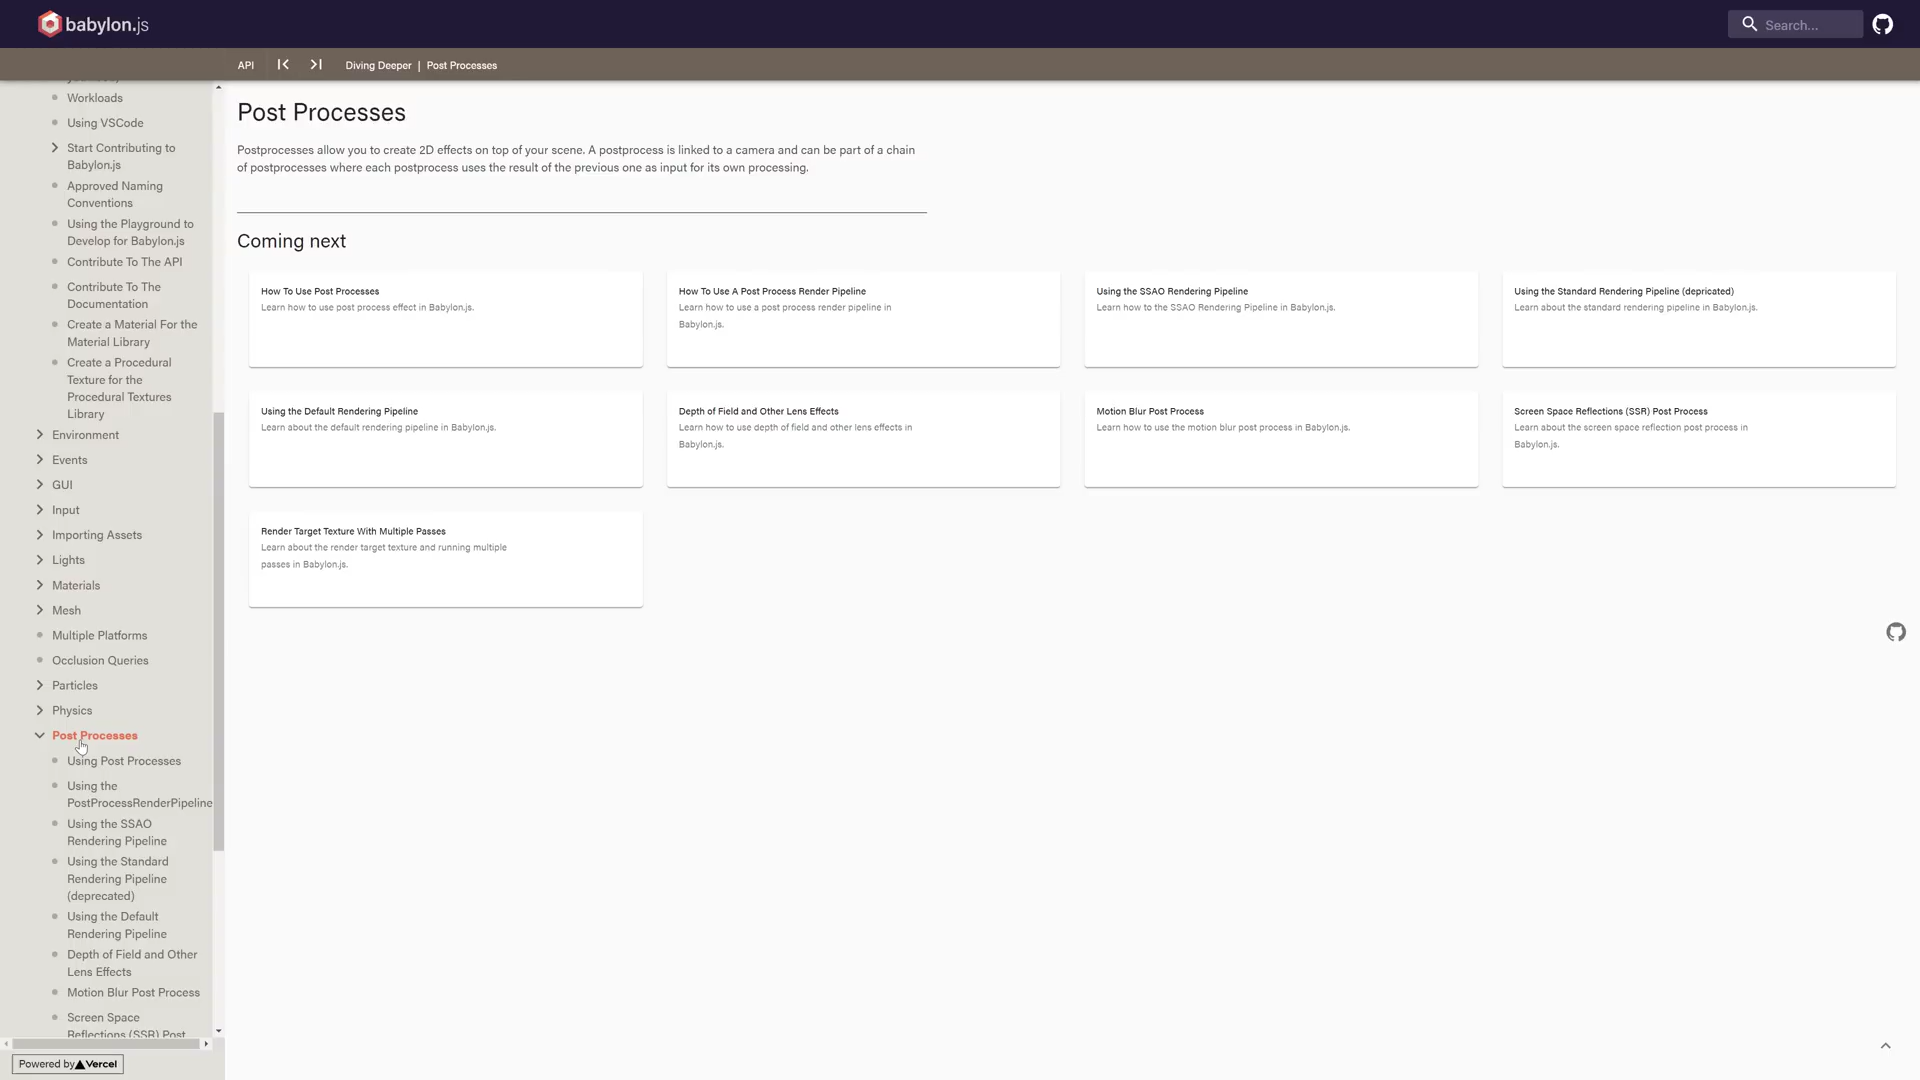 babylon.js
Search...
API
Diving Deeper | Post Processes
Workloads
Using VSCode
Start Contributing to
Babylon.js
Approved Naming
Conventions
Using the Playground to
Develop for Babylon.js
Contribute To The API
Contribute To The
Documentation
Create a Material For the
Material Library
Create a Procedural
Texture for the
Procedural Textures
Library
Environment
Events
GUI
Input
Importing Assets
Lights
Materials
Mesh
Multiple Platforms
Occlusion Queries
Particles
Physics
Post Processes
Using Post Processes
Using the
PostProcessRenderPipeline
Using the SSAO
Rendering Pipeline
Using the Standard
Rendering Pipeline
(deprecated)
Using the Default
Rendering Pipeline
Depth of Field and Other
Lens Effects
Motion Blur Post Process
Screen Space
Reflections (SSR) Post
Powered by Vercel
Post Processes
Postprocesses allow you to create 2D effects on top of your scene. A postprocess is linked to a camera and can be part of a chain
of postprocesses where each postprocess uses the result of the previous one as input for its own processing.
Coming next
How To Use Post Processes
Learn how to use post process effect in Babylon.js.
How To Use A Post Process Render Pipeline
Learn how to use a post process render pipeline in
Babylon.js.
Using the SSAO Rendering Pipeline
Learn how to the SSAO Rendering Pipeline in Babylon.js.
Using the Standard Rendering Pipeline (depricated)
Learn about the standard rendering pipeline in Babylon.js.
Using the Default Rendering Pipeline
Learn about the default rendering pipeline in Babylon.js.
Depth of Field and Other Lens Effects
Learn how to use depth of field and other lens effects in
Babylon.js.
Motion Blur Post Process
Learn how to use the motion blur post process in Babylon.js.
Screen Space Reflections (SSR) Post Process
Learn about the screen space reflection post process in
Babylon.js.
Render Target Texture With Multiple Passes
Learn about the render target texture and running multiple
passes in Babylon.js.